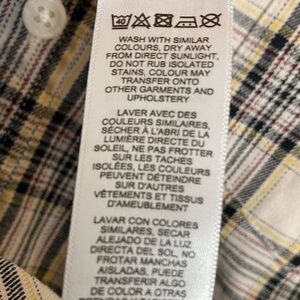 40
WASH WITH SIMILAR
COLOURS, DRY AWAY
FROM DIRECT SUNLIGHT,
DO NOT RUB ISOLATED
STAINS, COLOUR MAY
TRANSFER ONTO
OTHER GARMENTS AND
UPHOLSTERY
LAVER AVEC DES
COULEURS SIMILAIRES,
SÉCHER À L'ABRI DE LA
LUMIÈRE DIRECTE DU
SOLEIL, NE PAS FROTTER
SUR LES TACHES
ISOLÉES, LES COULEURS
PEUVENT DÉTEINDRE
SUR D'AUTRES
VÊTEMENTS ET TISSUS
D'AMEUBLEMENT
LAVAR CON COLORES
SIMILARES, SECAR
ALEJADO DE LA LUZ
DIRECTA DEL SOL, NO
FROTAR MANCHAS
AISLADAS, PUEDE
TRANSFERIR ALGO
DE COLOR A OTRAS